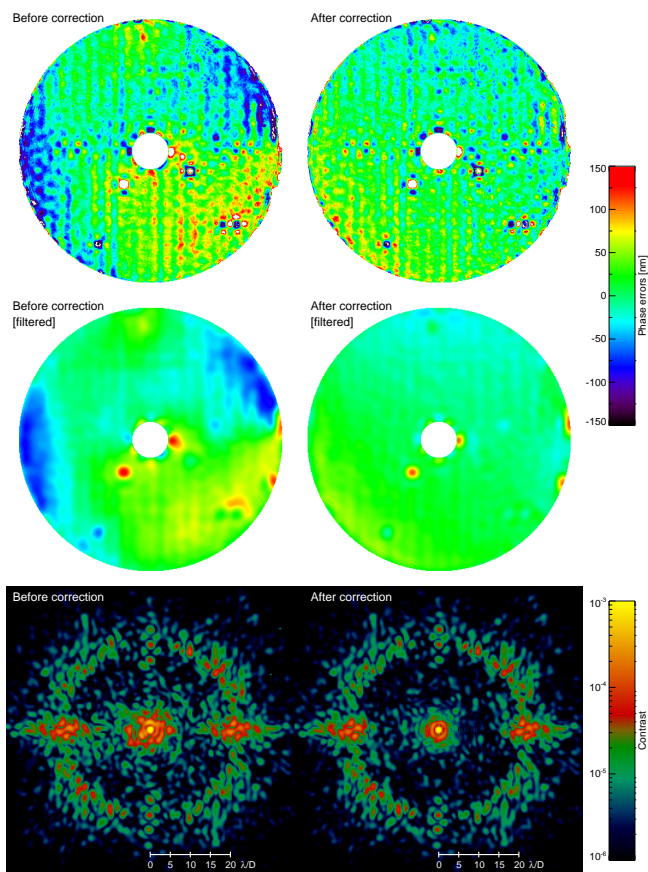 Before correction
After correction
150
100
50
0
-50
-100
-150
Phase errors [nm]
Before correction
[filtered]
After correction
[filtered]
Before correction
After correction
10-3
10-4
10-5
10-6
Contrast
0 5 10 15 20 λ/D
0 5 10 15 20 λ/D